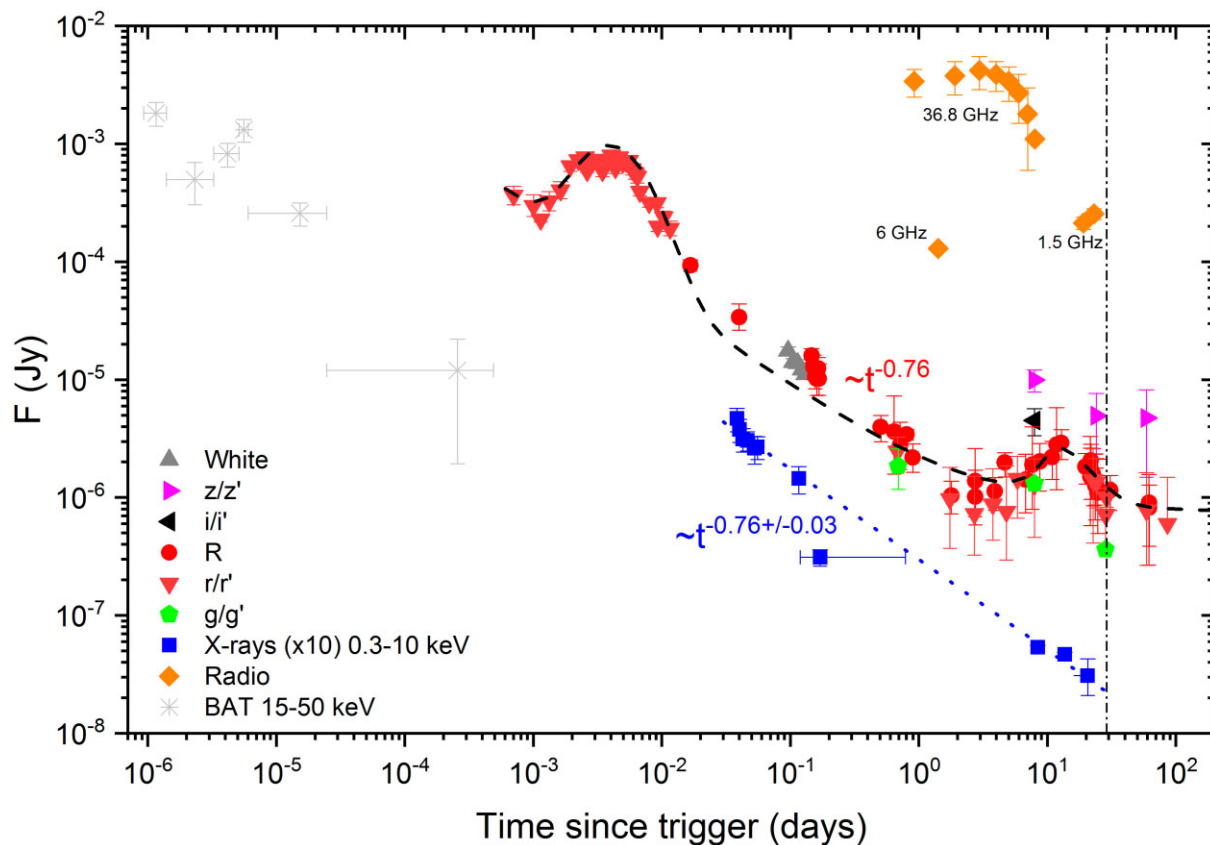 10^-2
10^-3
10^-4
10^-5
10^-6
10^-7
10^-8
F (Jy)
36.8 GHz
6 GHz
1.5 GHz
~t^-0.76
~t^-0.76+/-0.03
White
z/z'
i/i'
R
r/r'
g/g'
X-rays (x10) 0.3-10 keV
Radio
BAT 15-50 keV
10^-6 10^-5 10^-4 10^-3 10^-2 10^-1 10^0 10^1 10^2
Time since trigger (days)